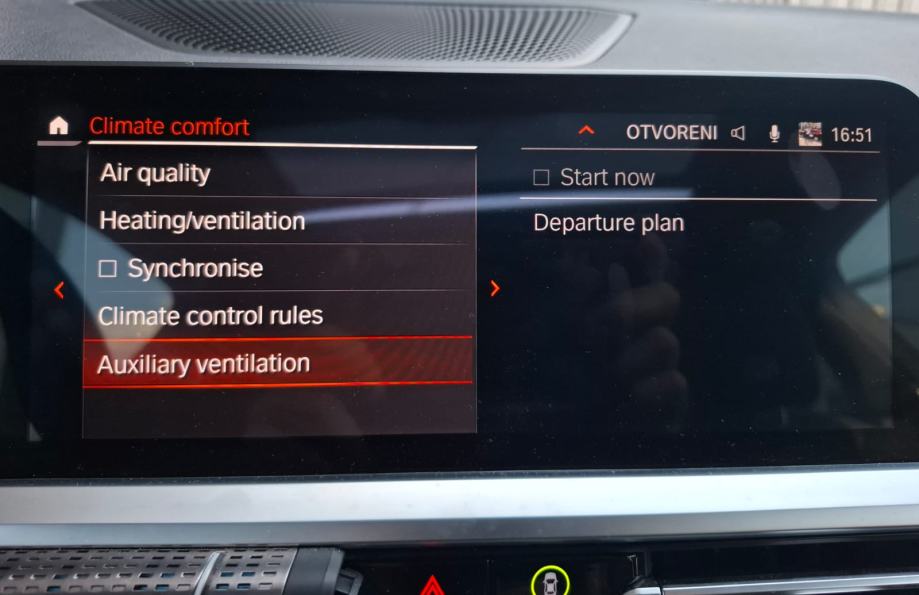 Climate comfort
OTVORENI 16:51
Air quality
Heating/ventilation
Synchronise
Climate control rules
Auxiliary ventilation
Start now
Departure plan